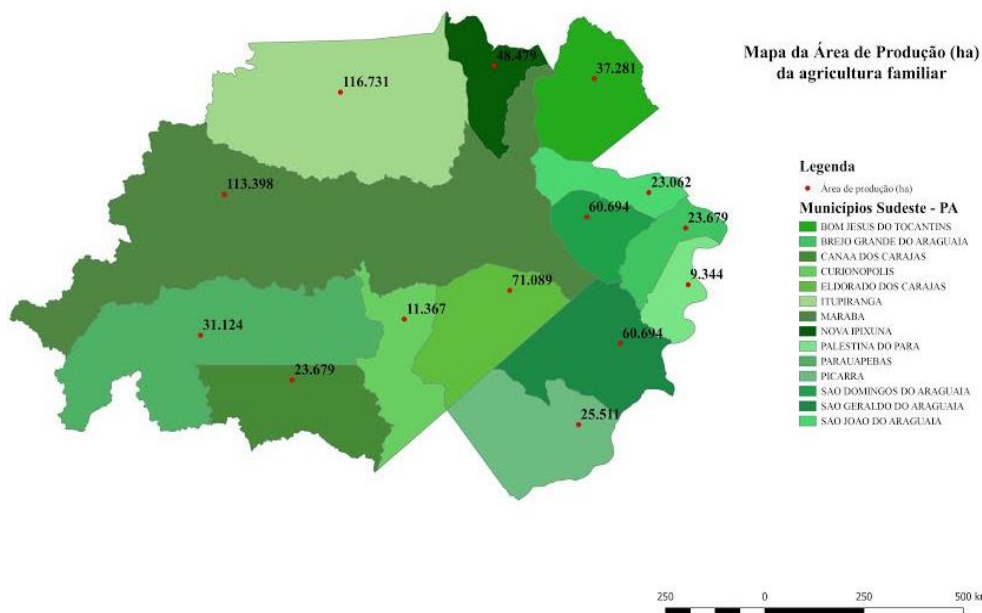 Mapa da Área de Produção (ha)
da agricultura familiar
48.479
37.281
116.731
113.398
23.062
60.694
23.679
9.344
71.089
11.367
31.124
60.694
23.679
25.511
Legenda
Área de produção (ha)
Municípios Sudeste - PA
BOM JESUS DO TOCANTINS
BREJO GRANDE DO ARAGUAIA
CANAA DOS CARAJAS
CURIONOPOLIS
ELDORADO DOS CARAJAS
ITUPIRANGA
MARABA
NOVA IPIXUNA
PALESTINA DO PARA
PARAUAPEBAS
PICARRA
SAO DOMINGOS DO ARAGUAIA
SAO GERALDO DO ARAGUAIA
SAO JOAO DO ARAGUAIA
250 0 250 500 km